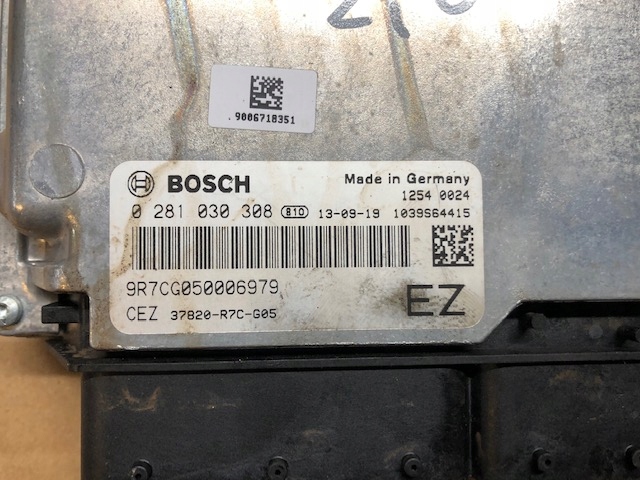 .9006718351
BOSCH Made in Germany
1254 0024
0 281 030 308 B10 13-09-19 1039S64415
9R7CG050006979
CEZ 37820-R7C-G05
EZ